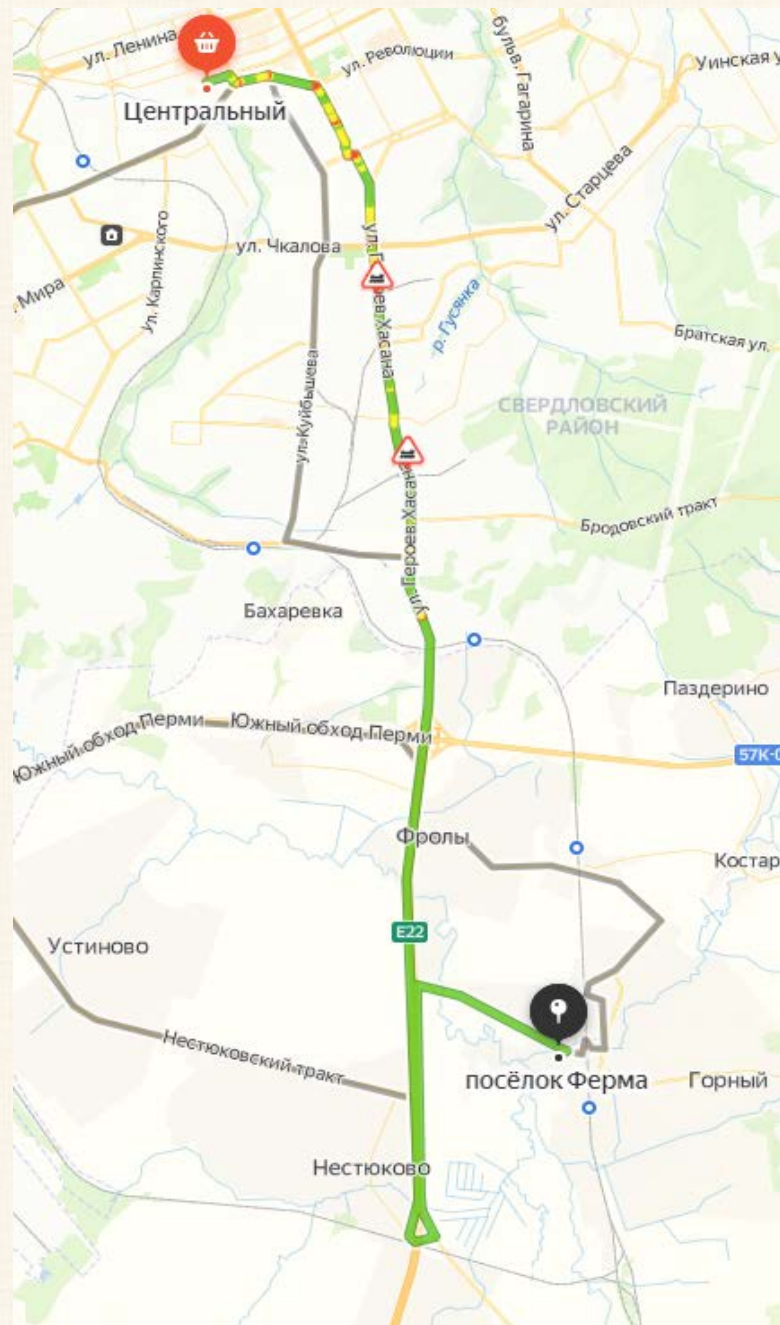 ул. Ленина
ул. Революции
бульв. Гагарина
Уинская у
Центральный
ул. Старцева
ул. Карпинского
ул. Чкалова
. Мира
ул. Г
ев Хасана
р. Гусянка
Братская ул.
ул. Куйбышева
СВЕРДЛОВСКИЙ
РАЙОН
Бродовский тракт
ул. Героев Хасана
Бахаревка
Паздерино
Южный обход Перми
Южный обход Перми
57К-0
Фролы
Костар
E22
Устиново
Нестюковский тракт
посёлок Ферма
Горный
Нестюково